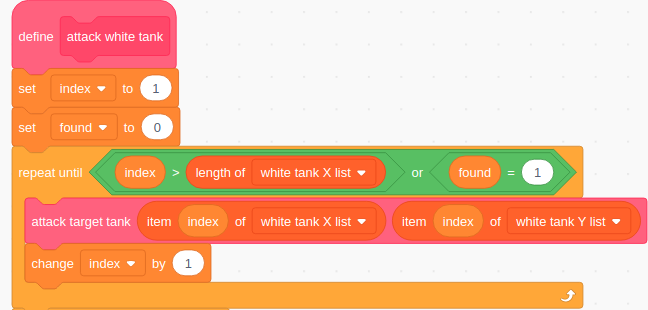 define attack white tank
set index to 1
set found to 0
repeat until index > length of white tank X list or found = 1
attack target tank item index of white tank X list item index of white tank Y list
change index by 1